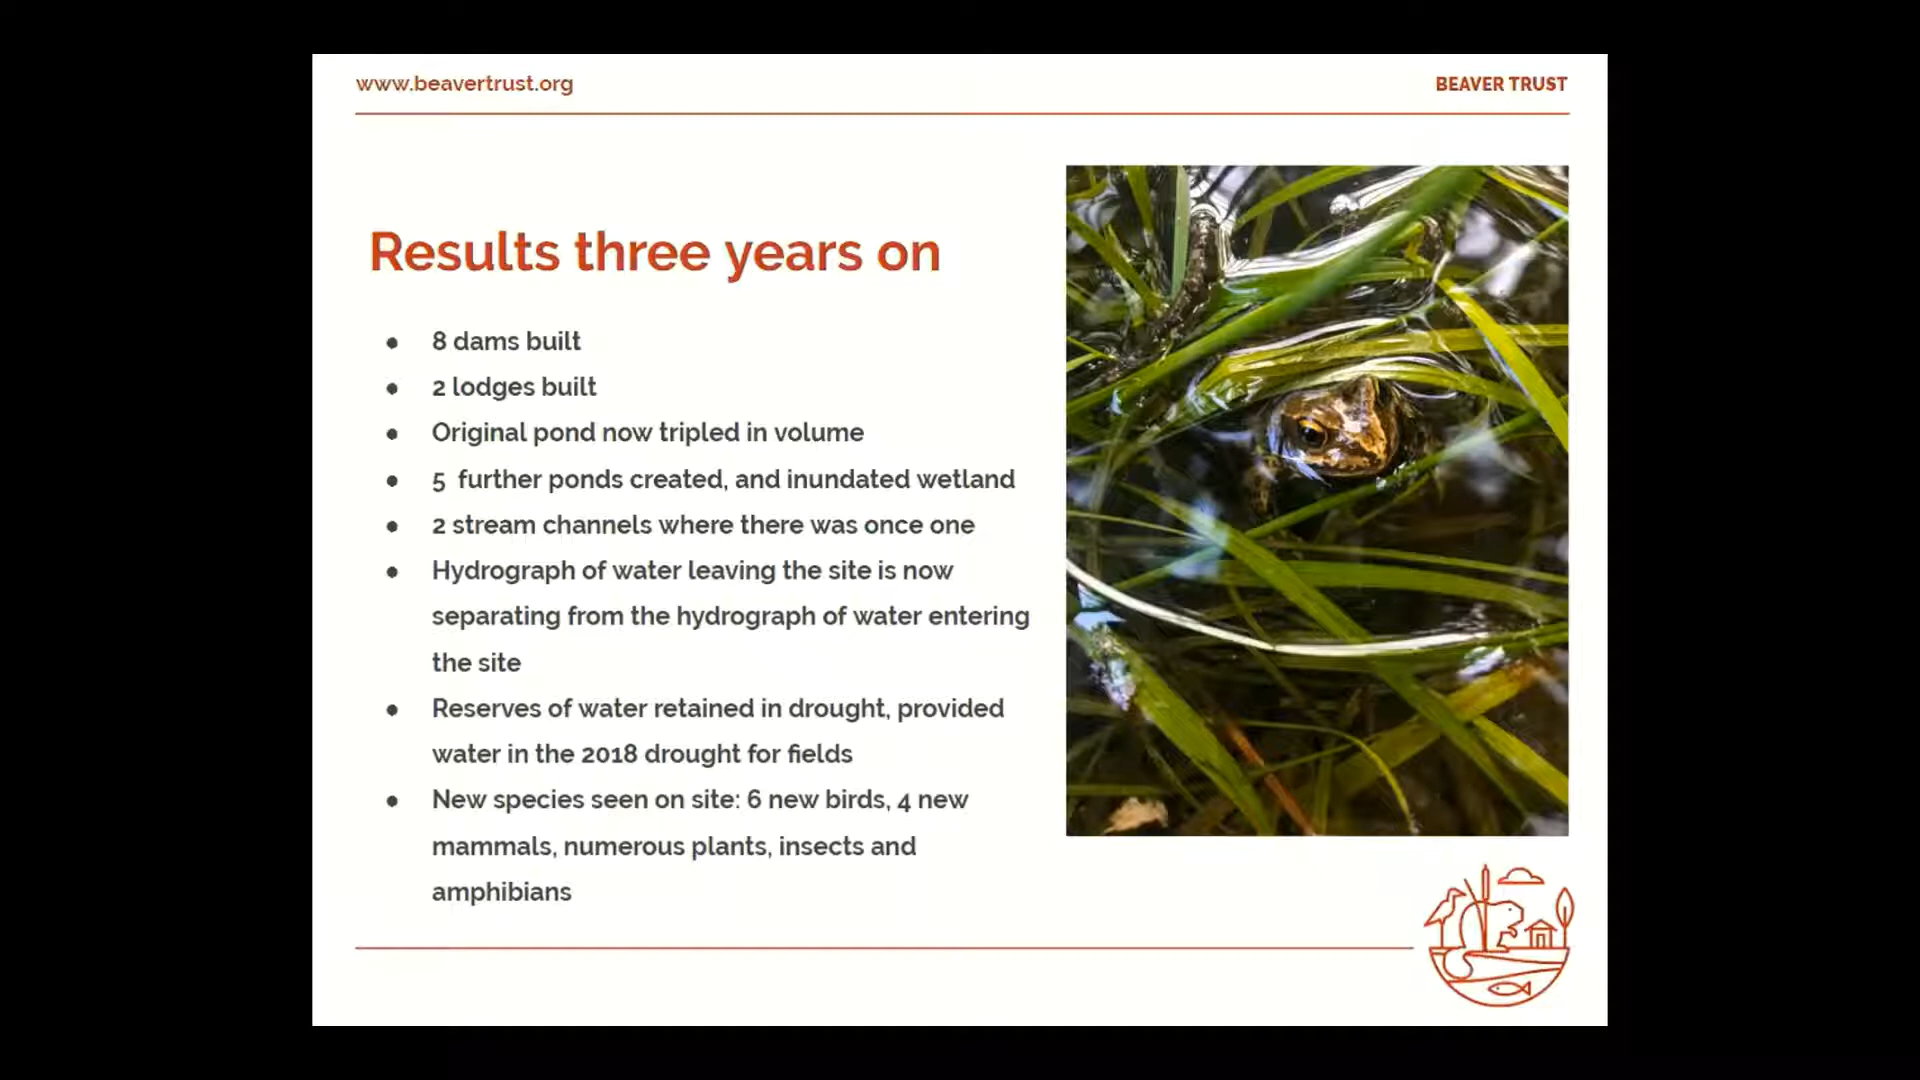 www.beavertrust.org
BEAVER TRUST
Results three years on
● 8 dams built
● 2 lodges built
● Original pond now tripled in volume
● 5  further ponds created, and inundated wetland
● 2 stream channels where there was once one
● Hydrograph of water leaving the site is now
separating from the hydrograph of water entering
the site
● Reserves of water retained in drought, provided
water in the 2018 drought for fields
● New species seen on site: 6 new birds, 4 new
mammals, numerous plants, insects and
amphibians